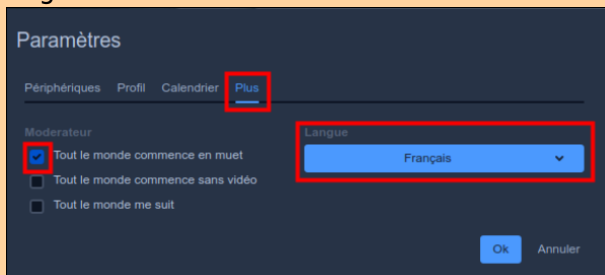 Paramètres
Périphériques Profil Calendrier Plus
Moderateur
Langue
Tout le monde commence en muet
Français
Tout le monde commence sans vidéo
Tout le monde me suit
Ok Annuler